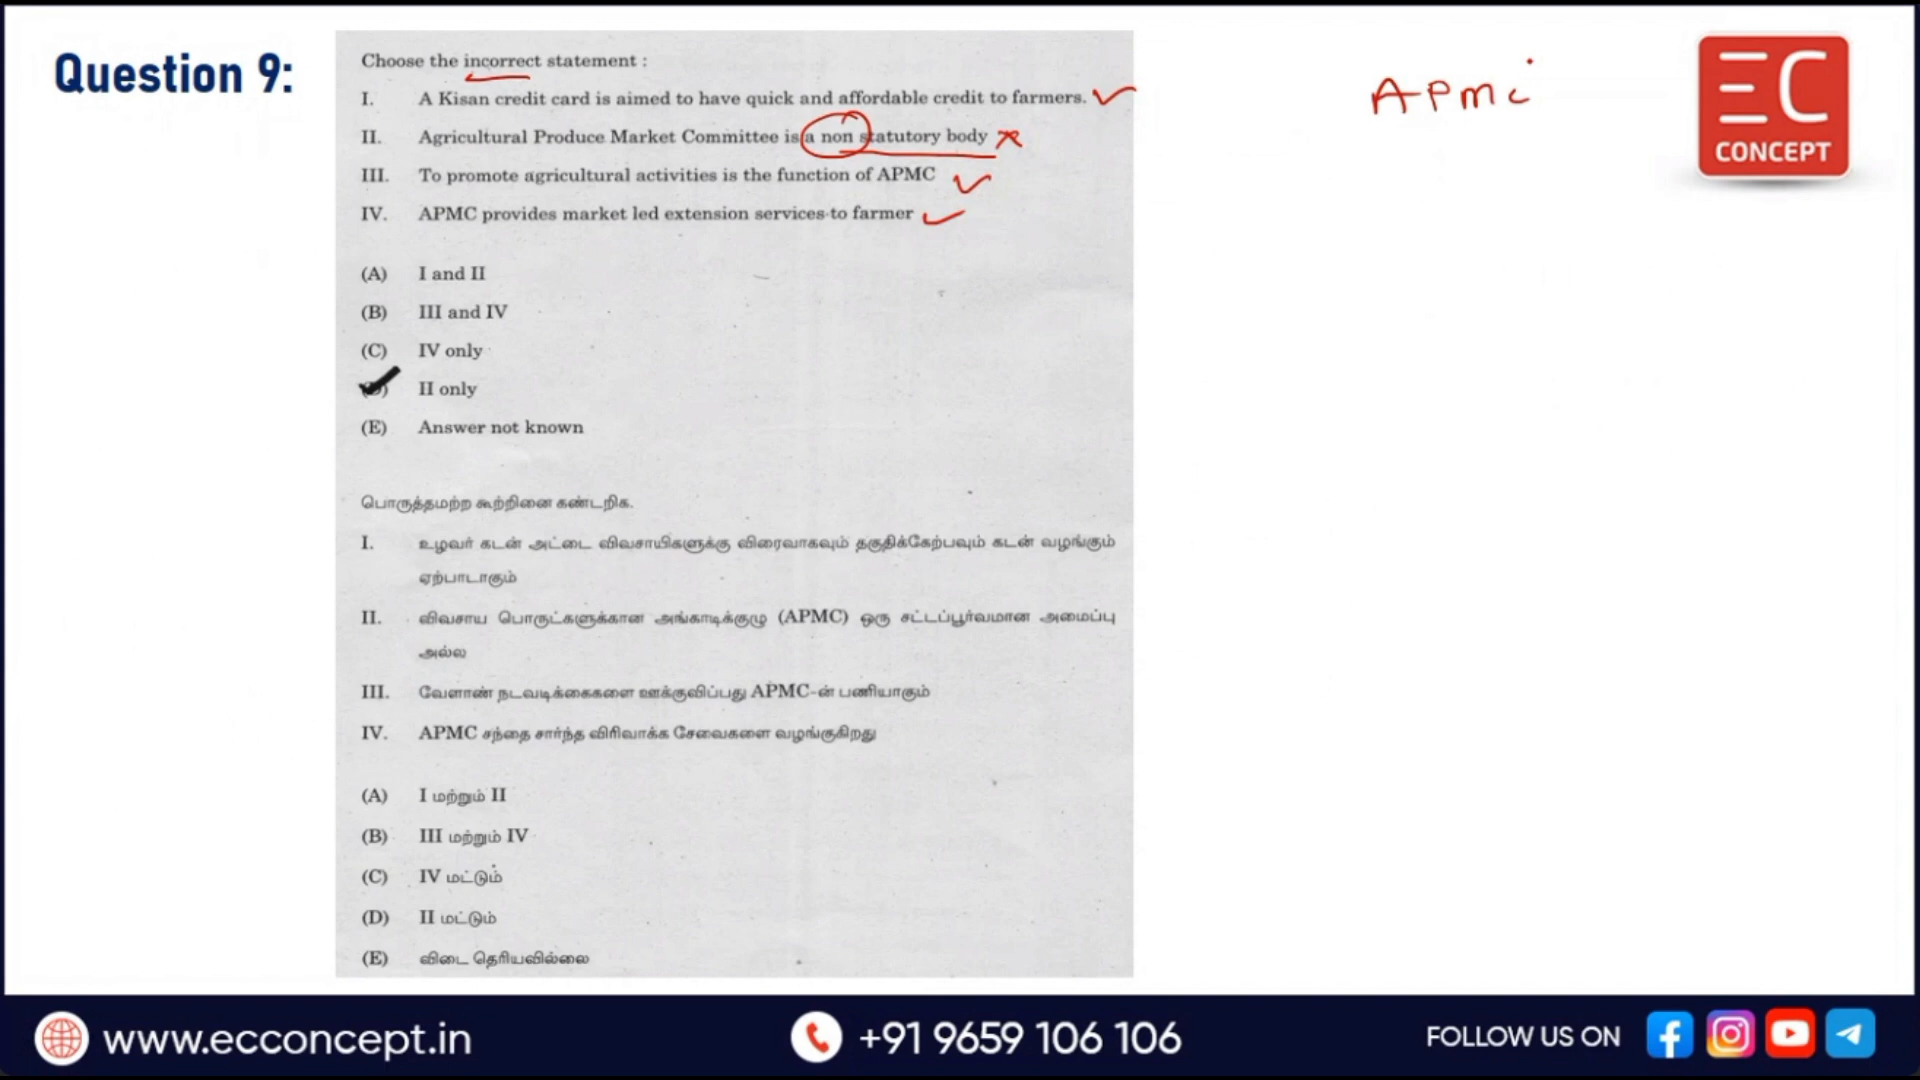 Question 9:
Choose the incorrect statement :
I. A Kisan credit card is aimed to have quick and affordable credit to farmers.
II. Agricultural Produce Market Committee is a non statutory body
III. To promote agricultural activities is the function of APMC
IV. APMC provides market led extension services to farmer
(A) I and II
(B) III and IV
(C) IV only
(D) II only
(E) Answer not known
பொருத்தமற்ற கூற்றினை கண்டறிக.
I. உழவர் கடன் அட்டை விவசாயிகளுக்கு விரைவாகவும் தகுதிக்கேற்பவும் கடன் வழங்கும்
ஏற்பாடாகும்
II. விவசாய பொருட்களுக்கான அங்காடிக்குழு (APMC) ஒரு சட்டப்பூர்வமான அமைப்பு
அல்ல
III. வேளாண் நடவடிக்கைகளை ஊக்குவிப்பது APMC-ன் பணியாகும்
IV. APMC சந்தை சார்ந்த விரிவாக்க சேவைகளை வழங்குகிறது
(A) I மற்றும் II
(B) III மற்றும் IV
(C) IV மட்டும்
(D) II மட்டும்
(E) விடை தெரியவில்லை
APMC
EC
CONCEPT
www.ecconcept.in
+91 9659 106 106
FOLLOW US ON